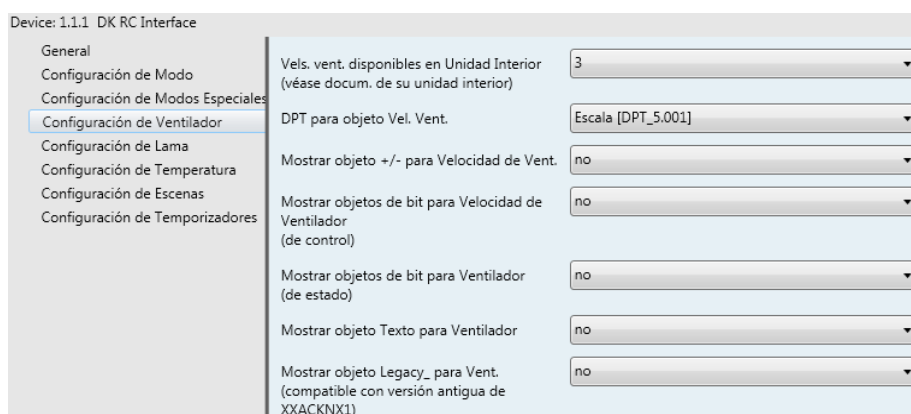 Device: 1.1.1 DK RC Interface
General
Configuración de Modo
Configuración de Modos Especiales
Configuración de Ventilador
Configuración de Lama
Configuración de Temperatura
Configuración de Escenas
Configuración de Temporizadores
Vels. vent. disponibles en Unidad Interior
(véase docum. de su unidad interior)
3
DPT para objeto Vel. Vent.
Escala [DPT_5.001]
Mostrar objeto +/- para Velocidad de Vent.
no
Mostrar objetos de bit para Velocidad de
Ventilador
(de control)
no
Mostrar objetos de bit para Ventilador
(de estado)
no
Mostrar objeto Texto para Ventilador
no
Mostrar objeto Legacy_ para Vent.
(compatible con versión antigua de
XXACKNX1)
no